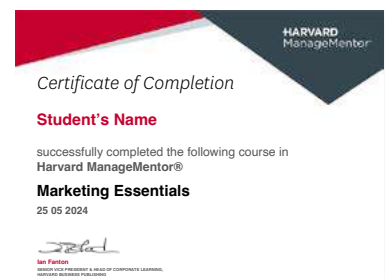 HARVARD
ManageMentor®
Certificate of Completion
Student’s Name
successfully completed the following course in
Harvard ManageMentor®
Marketing Essentials
25 05 2024
Ian Fanton
SENIOR VICE PRESIDENT & HEAD OF CORPORATE LEARNING,
HARVARD BUSINESS PUBLISHING